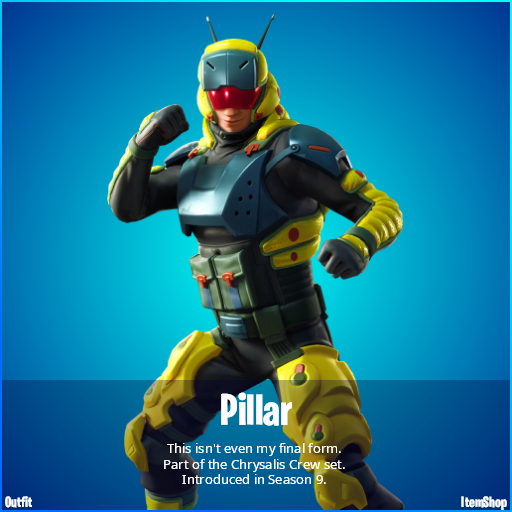 Pillar
This isn't even my final form.
Part of the Chrysalis Crew set.
Introduced in Season 9.
Outfit
ItemShop